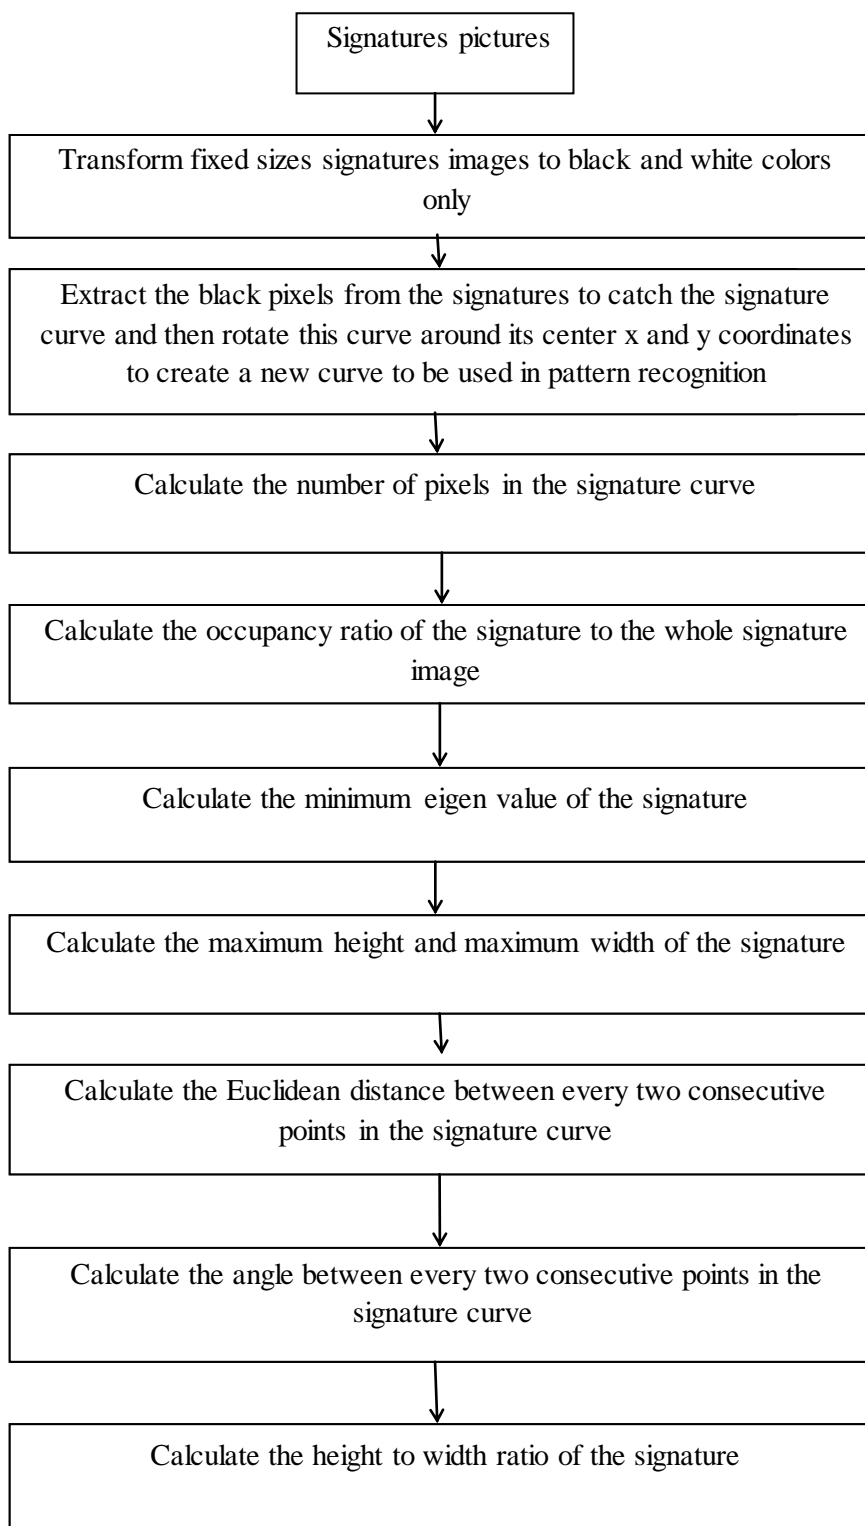 Signatures pictures
Transform fixed sizes signatures images to black and white colors
only
Extract the black pixels from the signatures to catch the signature
curve and then rotate this curve around its center x and y coordinates
to create a new curve to be used in pattern recognition
Calculate the number of pixels in the signature curve
Calculate the occupancy ratio of the signature to the whole signature
image
Calculate the minimum eigen value of the signature
Calculate the maximum height and maximum width of the signature
Calculate the Euclidean distance between every two consecutive
points in the signature curve
Calculate the angle between every two consecutive points in the
signature curve
Calculate the height to width ratio of the signature